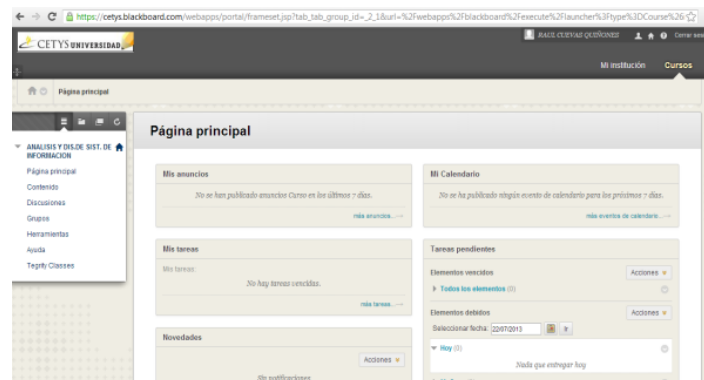 https://cetys.blackboard.com/webapps/portal/frameset.jsp?tab_tab_group_id=_2_1&url=%2Fwebapps%2Fblackboard%2Fexecute%2Flauncher%3Ftype%3DCourse%26
CETYS UNIVERSIDAD
RAUL CUEVAS QUIÑONES
Cerrar
Mi institución Cursos
Página principal
ANALISIS Y DIS.DE SIST. DE INFORMACION
Página principal
Contenido
Discusiones
Grupos
Herramientas
Ayuda
Tegrity Classes
Página principal
Mis anuncios
No se han publicado anuncios Curso en los últimos 7 días.
más anuncios...
Mis tareas
Mis tareas:
No hay tareas vencidas.
más tareas...
Novedades
Acciones
No notificaciones
Mi Calendario
No se ha publicado ningún evento de calendario para los próximos 7 días.
más eventos de calendario...
Tareas pendientes
Elementos vencidos
Acciones
Todos los elementos (0)
Elementos debidos
Acciones
Seleccionar fecha: 22/07/2013
Hoy (0)
Nada que entregar hoy